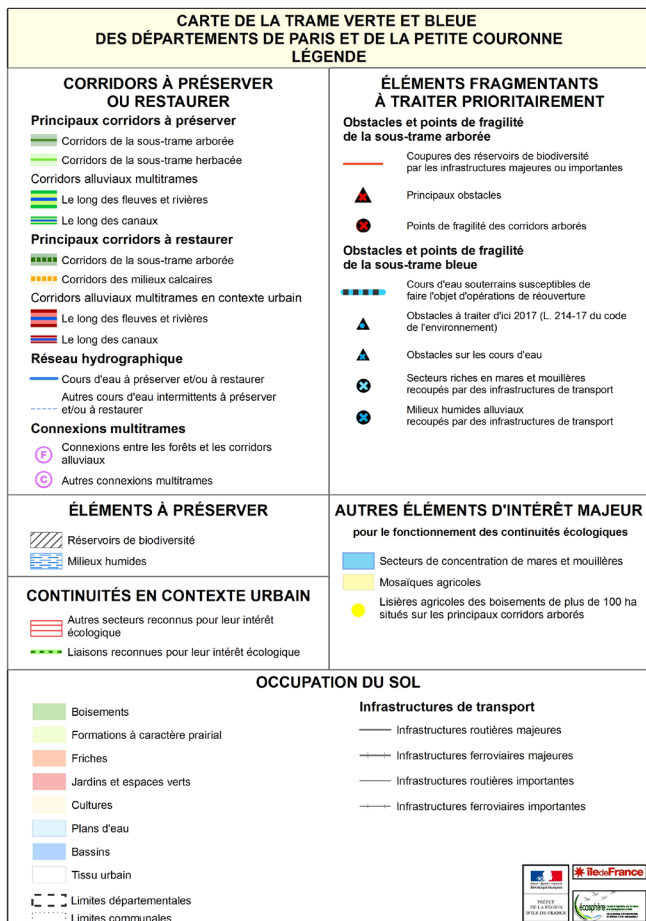 CARTE DE LA TRAME VERTE ET BLEUE
DES DÉPARTEMENTS DE PARIS ET DE LA PETITE COURONNE
LÉGENDE
CORRIDORS À PRÉSERVER
OU RESTAURER
Principaux corridors à préserver
Corridors de la sous-trame arborée
Corridors de la sous-trame herbacée
Corridors alluviaux multitrames
Le long des fleuves et rivières
Le long des canaux
Principaux corridors à restaurer
Corridors de la sous-trame arborée
Corridors des milieux calcaires
Corridors alluviaux multitrames en contexte urbain
Le long des fleuves et rivières
Le long des canaux
Réseau hydrographique
Cours d'eau à préserver et/ou à restaurer
Autres cours d'eau intermittents à préserver
et/ou à restaurer
Connexions multitrames
F
Connexions entre les forêts et les corridors
alluviaux
C
Autres connexions multitrames
ÉLÉMENTS FRAGMENTANTS
À TRAITER PRIORITAIREMENT
Obstacles et points de fragilité
de la sous-trame arborée
Coupures des réservoirs de biodiversité
par les infrastructures majeures ou importantes
Principaux obstacles
Points de fragilité des corridors arborés
Obstacles et points de fragilité
de la sous-trame bleue
Cours d'eau souterrains susceptibles de
faire l'objet d'opérations de réouverture
Obstacles à traiter d'ici 2017 (L. 214-17 du code
de l'environnement)
Obstacles sur les cours d'eau
Secteurs riches en mares et mouillères
recoupés par des infrastructures de transport
Milieux humides alluviaux
recoupés par des infrastructures de transport
ÉLÉMENTS À PRÉSERVER
Réservoirs de biodiversité
Milieux humides
CONTINUITÉS EN CONTEXTE URBAIN
Autres secteurs reconnus pour leur intérêt
écologique
Liaisons reconnues pour leur intérêt écologique
AUTRES ÉLÉMENTS D'INTÉRÊT MAJEUR
pour le fonctionnement des continuités écologiques
Secteurs de concentration de mares et mouillères
Mosaïques agricoles
Lisières agricoles des boisements de plus de 100 ha
situés sur les principaux corridors arborés
OCCUPATION DU SOL
Boisements
Formations à caractère prairial
Friches
Jardins et espaces verts
Cultures
Plans d'eau
Bassins
Tissu urbain
Limites départementales
Limites communales
Infrastructures de transport
Infrastructures routières majeures
Infrastructures ferroviaires majeures
Infrastructures routières importantes
Infrastructures ferroviaires importantes
PRÉFET
DE LA RÉGION
D'ILE-DE-FRANCE
îledeFrance
écosphère